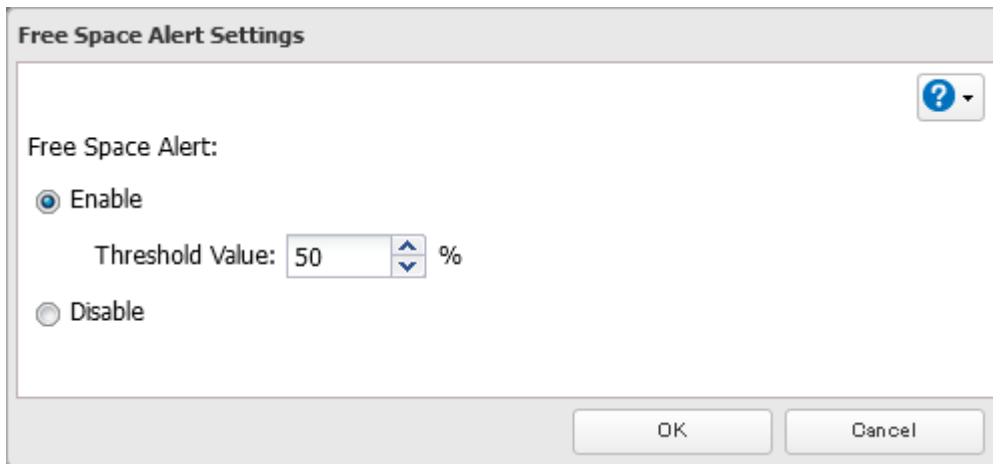 Free Space Alert Settings
?
Free Space Alert:
Enable
Threshold Value: 50 %
Disable
OK Cancel